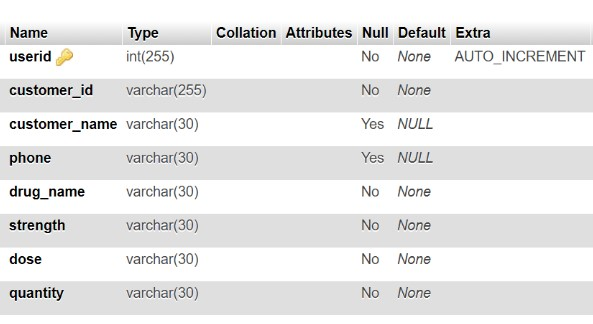 Name Type Collation Attributes Null Default Extra
userid int(255) No None AUTO_INCREMENT
customer_id varchar(255) No None
customer_name varchar(30) Yes NULL
phone varchar(30) Yes NULL
drug_name varchar(30) No None
strength varchar(30) No None
dose varchar(30) No None
quantity varchar(30) No None